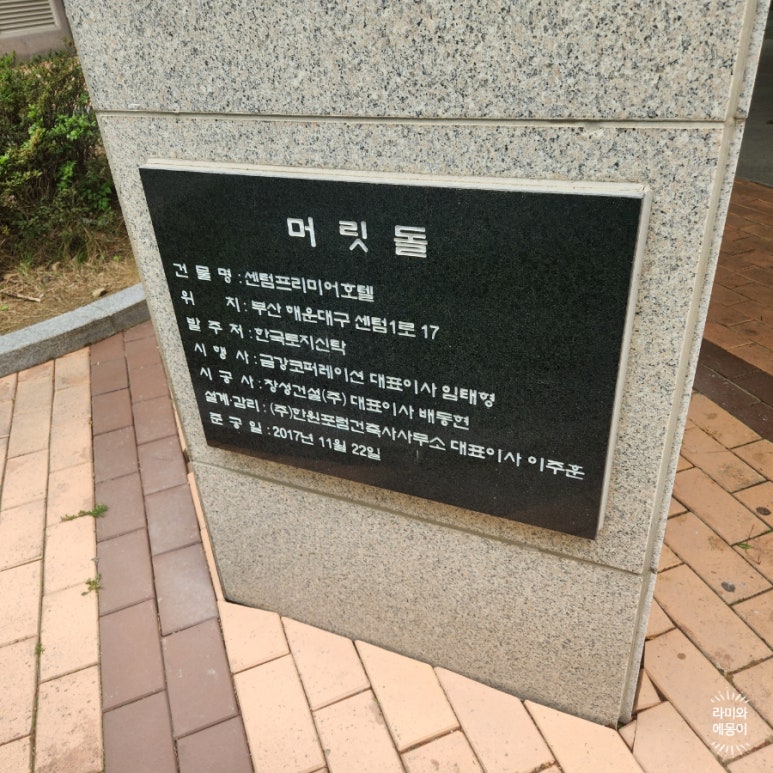 머릿돌
건 물 명 : 센텀프리미어호텔
위 치 : 부산 해운대구 센텀1로 17
발 주 처 : 한국토지신탁
시 행 사 : 금강코퍼레이션 대표이사 임태형
시 공 사 : 장성건설(주) 대표이사 배동현
설계·감리 : (주)한원포럼건축사사무소 대표이사 이주훈
준 공 일 : 2017년 11월 22일
라미와
에몽이